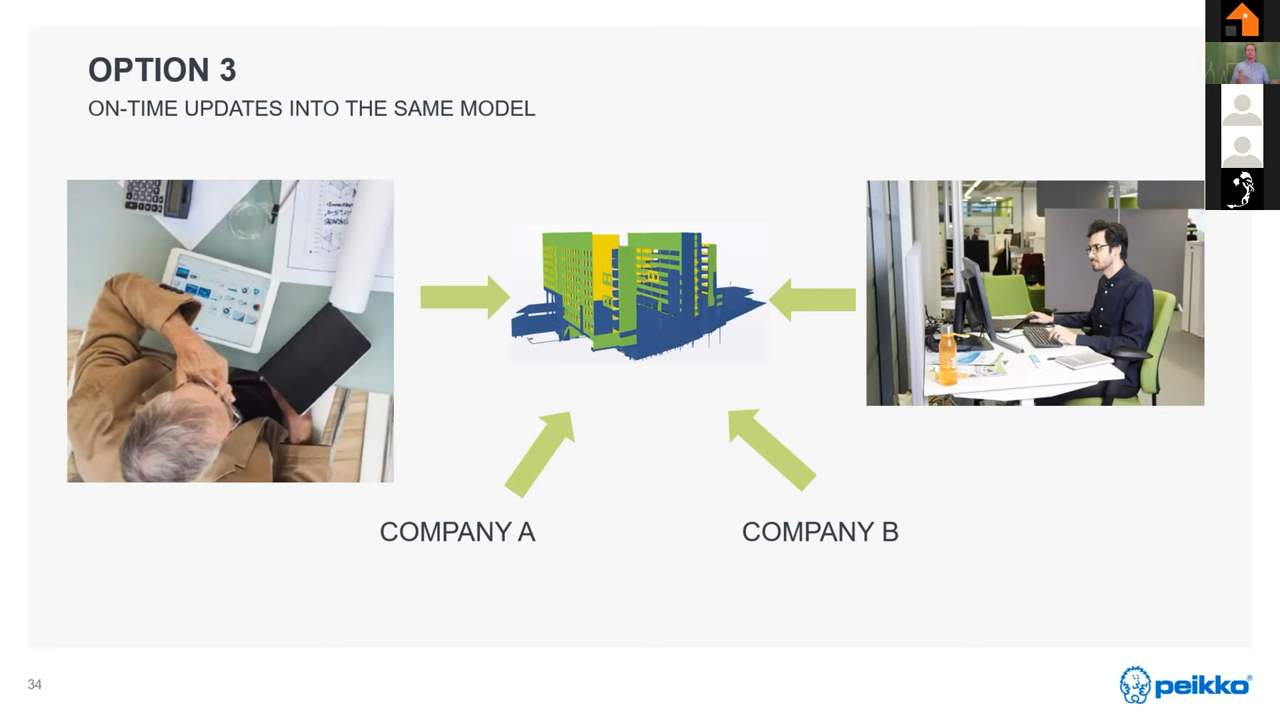 OPTION 3
ON-TIME UPDATES INTO THE SAME MODEL
COMPANY A
COMPANY B
34
peikko®